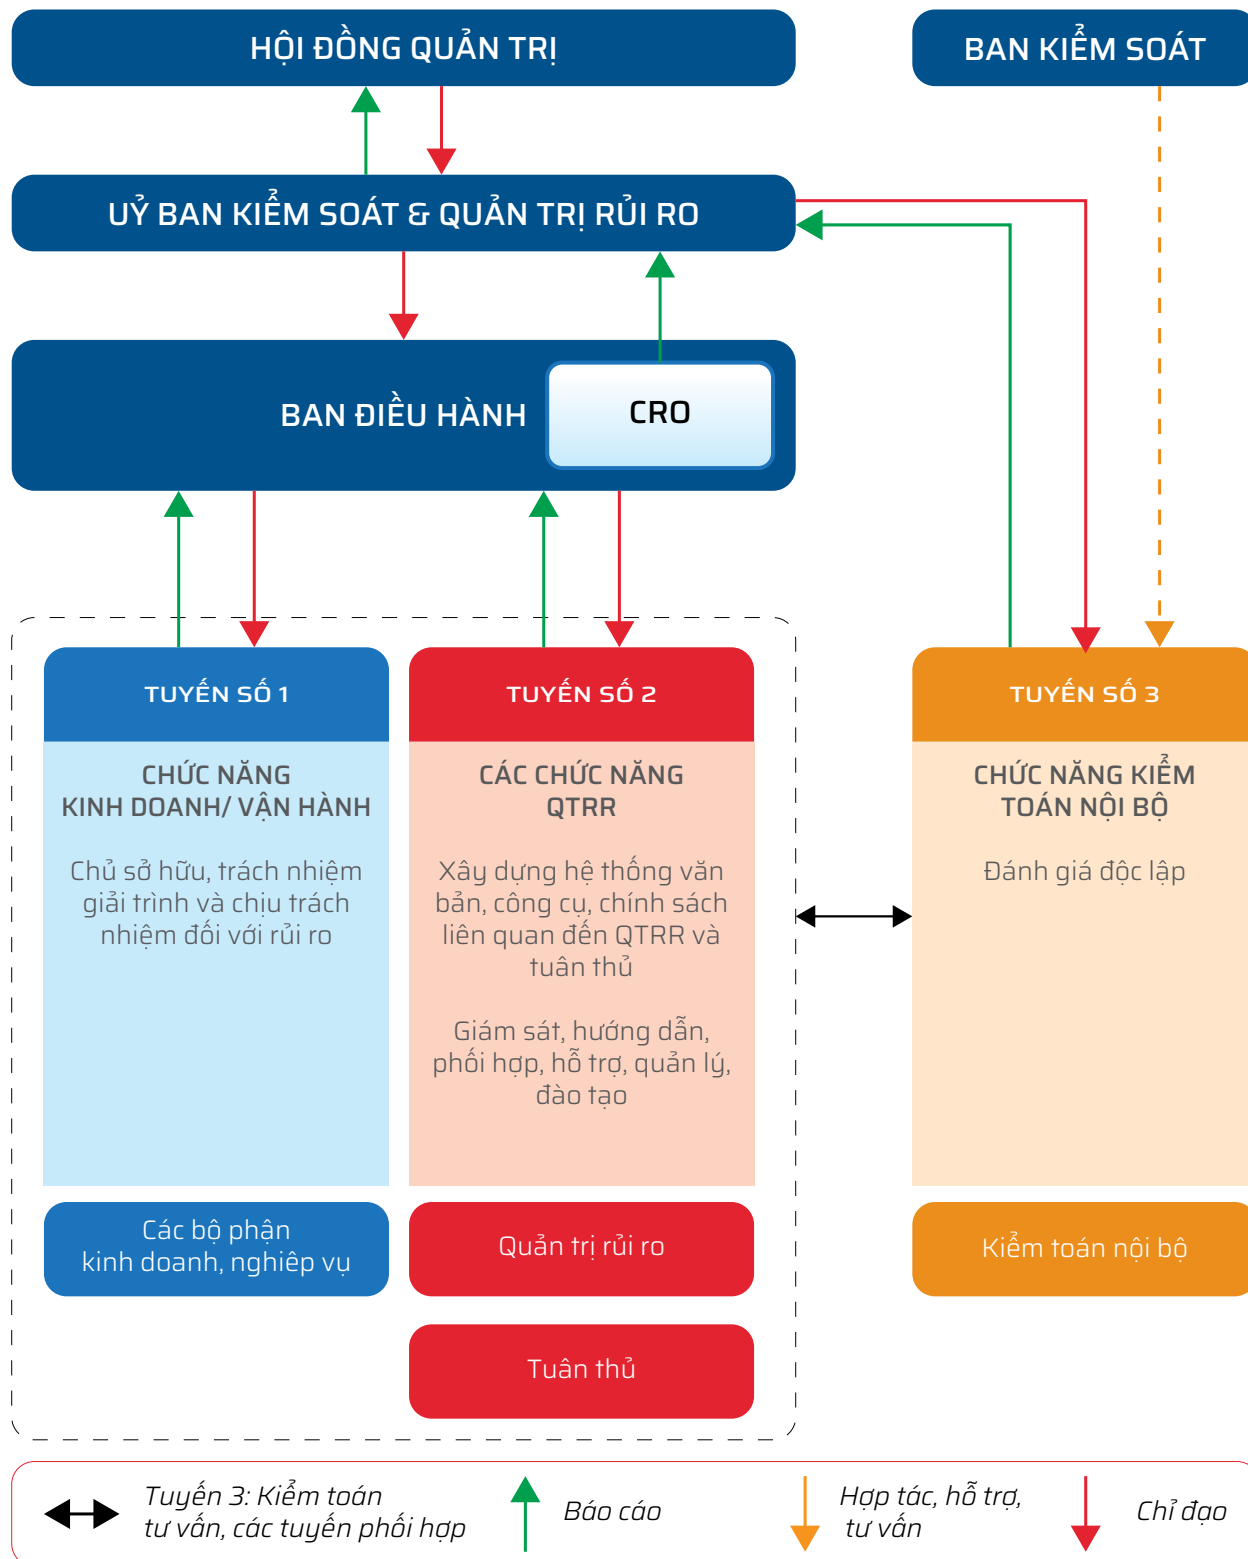 HỘI ĐỒNG QUẢN TRỊ
BAN KIỂM SOÁT
UỶ BAN KIỂM SOÁT & QUẢN TRỊ RỦI RO
BAN ĐIỀU HÀNH
CRO
TUYẾN SỐ 1
CHỨC NĂNG
KINH DOANH/ VẬN HÀNH
Chủ sở hữu, trách nhiệm
giải trình và chịu trách
nhiệm đối với rủi ro
Các bộ phận
kinh doanh, nghiêp vụ
TUYẾN SỐ 2
CÁC CHỨC NĂNG
QTRR
Xây dựng hệ thống văn
bản, công cụ, chính sách
liên quan đến QTRR và
tuân thủ
Giám sát, hướng dẫn,
phối hợp, hỗ trợ, quản lý,
đào tạo
Quản trị rủi ro
Tuân thủ
TUYẾN SỐ 3
CHỨC NĂNG KIỂM
TOÁN NỘI BỘ
Đánh giá độc lập
Kiểm toán nội bộ
Tuyến 3: Kiểm toán
tư vấn, các tuyến phối hợp
Báo cáo
Hợp tác, hỗ trợ,
tư vấn
Chỉ đạo